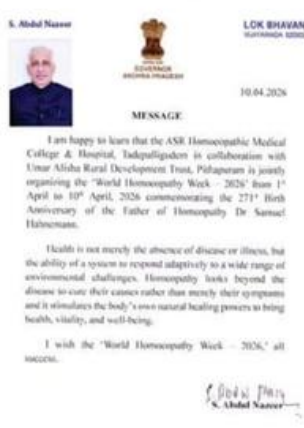 S. Abdul Nazeer
LOK BHAVAN
GOVERNOR
ANDHRA PRADESH
10.04.2026
MESSAGE
I am happy to learn that the ASR Homoeopathic Medical
College & Hospital, Tadepalligudem in collaboration with
Umar Alisha Rural Development Trust, Pithapuram is jointly
organizing the ‘World Homoeopathy Week – 2026’ from 1st
April to 10th April, 2026 commemorating the 271st Birth
Anniversary of the Father of Homeopathy Dr Samuel
Hahnemann.
Health is not merely the absence of disease or illness, but
the ability of a system to respond adaptively to a wide range of
environmental challenges. Homeopathy looks beyond the
disease to cure their causes rather than merely their symptoms
and it stimulates the body's own natural healing powers to bring
health, vitality, and well-being.
I wish the ‘World Homoeopathy Week – 2026,’ all
success.
S. Abdul Nazeer